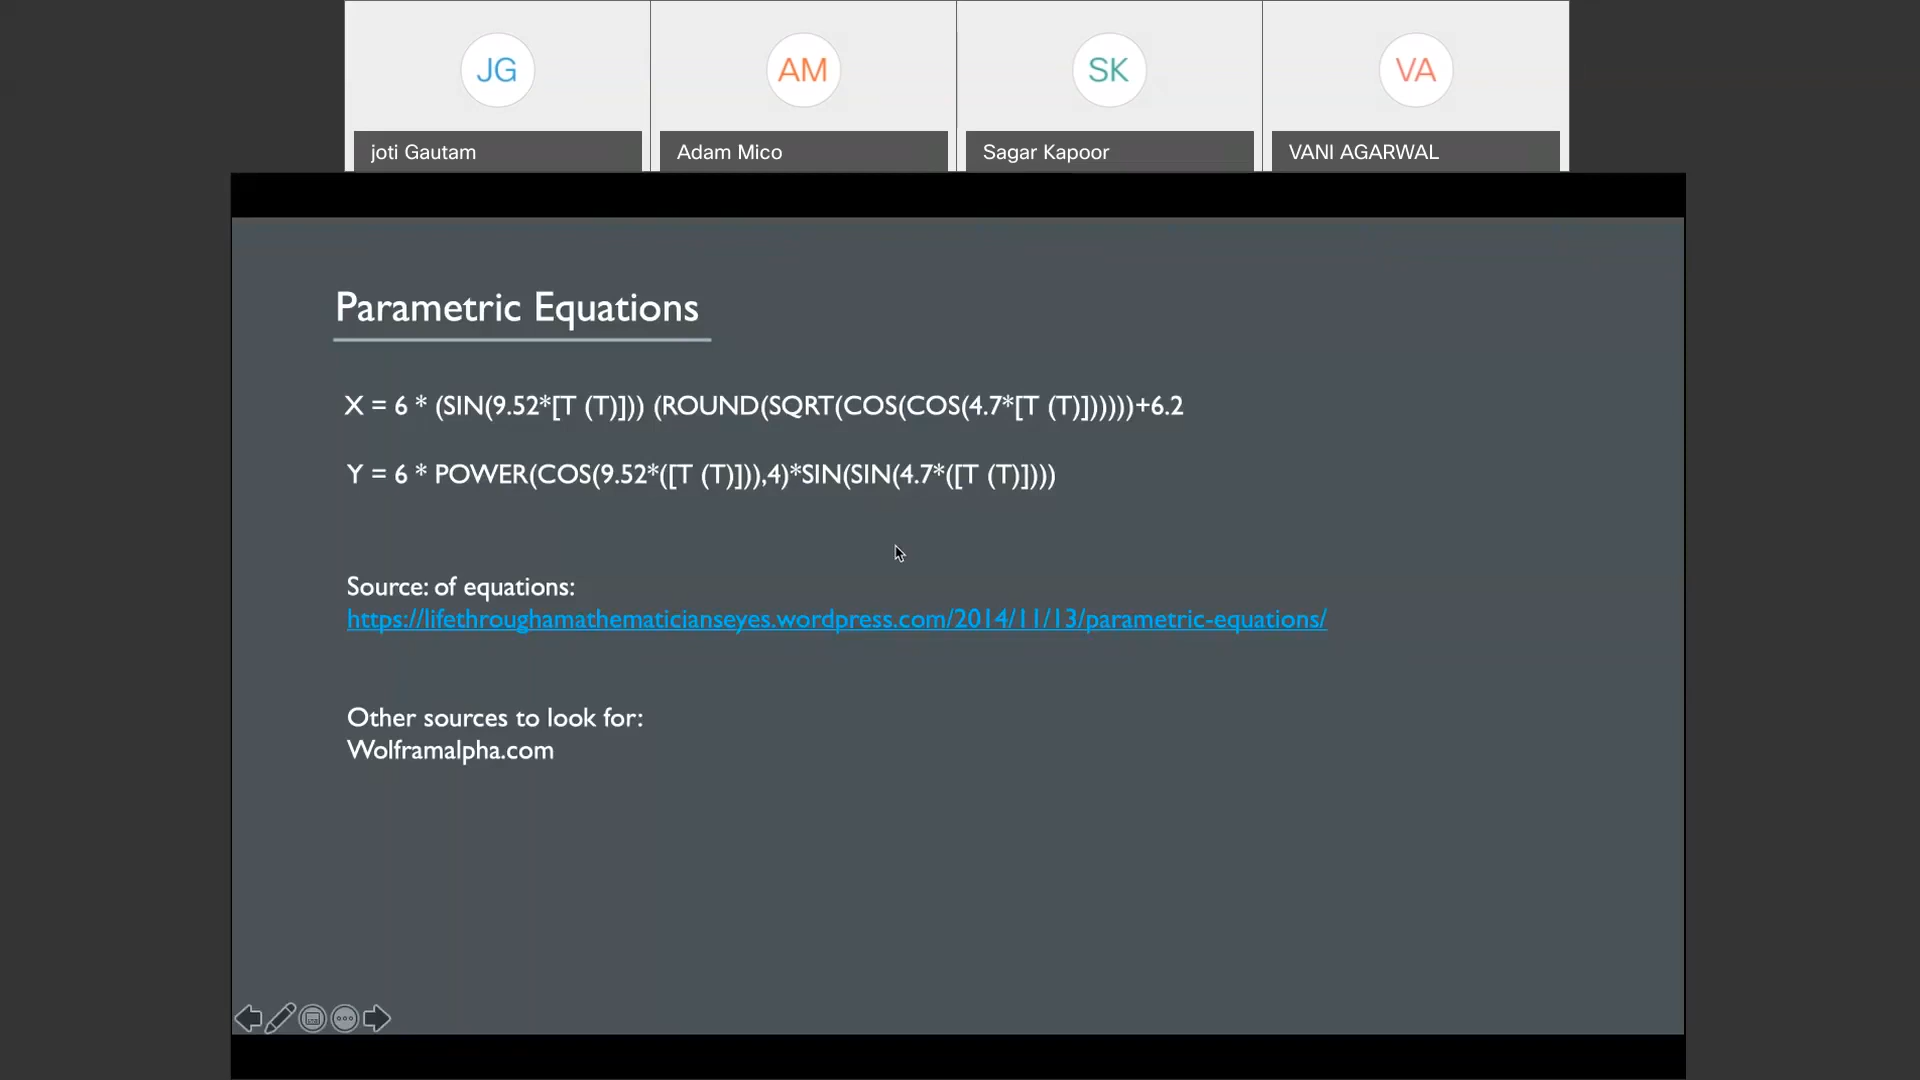 JG
AM
SK
VA
joti Gautam
Adam Mico
Sagar Kapoor
VANI AGARWAL
Parametric Equations
X = 6 * (SIN(9.52*[T (T)])) (ROUND(SQRT(COS(COS(4.7*[T (T)]))))))+6.2
Y = 6 * POWER(COS(9.52*([T (T)])),4)*SIN(SIN(4.7*([T (T)])))
Source: of equations:
https://lifethroughamathematicianseyes.wordpress.com/2014/11/13/parametric-equations/
Other sources to look for:
Wolframalpha.com